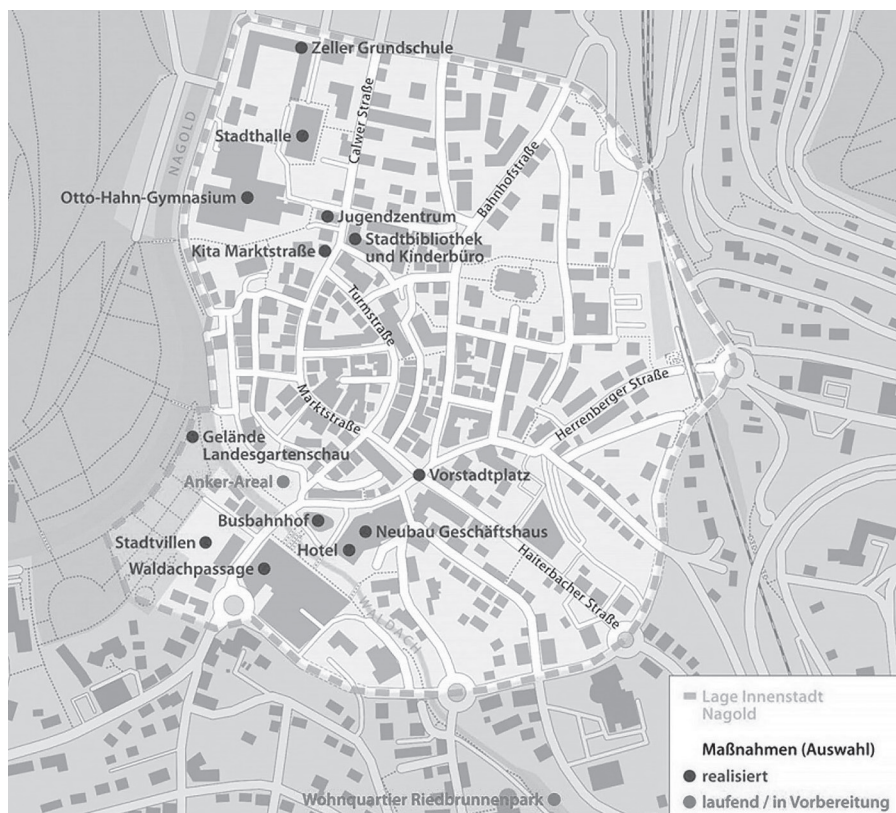 Zeller Grundschule
Calwer Straße
NAGOLD
Stadthalle
Bahnhofstraße
Otto-Hahn-Gymnasium
Jugendzentrum
Stadtbibliothek
und Kinderbüro
Kita Marktstraße
Turmstraße
Marktstraße
Herrenberger Straße
Gelände
Landesgartenschau
Anker-Areal
Vorstadtplatz
Busbahnhof
Neubau Geschäftshaus
Stadtvillen
Hotel
Waldachpassage
Haiterbacher Straße
WALDACH
Lage Innenstadt
Nagold
Maßnahmen (Auswahl)
realisiert
laufend / in Vorbereitung
Wohnquartier Riedbrunnenpark